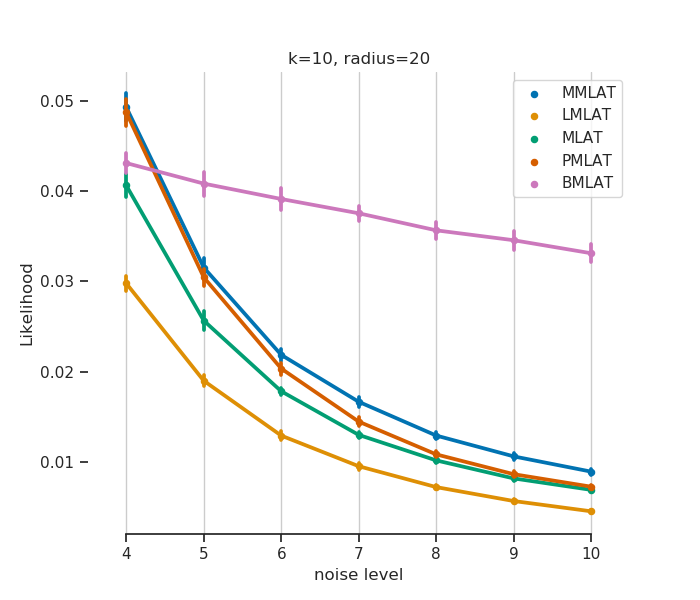 k=10, radius=20
MMLAT
LMLAT
MLAT
PMLAT
BMLAT
0.05
0.04
0.03
0.02
0.01
Likelihood
4 5 6 7 8 9 10
noise level